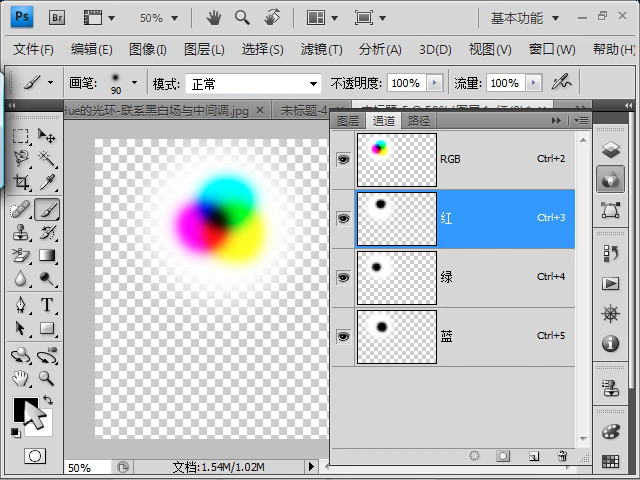 Ps Br 50% 基本功能
文件(F) 编辑(E) 图像(I) 图层(L) 选择(S) 滤镜(T) 分析(A) 3D(D) 视图(V) 窗口(W) 帮助(H)
画笔: 90 模式: 正常 不透明度: 100% 流量: 100%
Hue的光环-联系黑白场与中间调.jpg 未标题-4
图层 通道 路径
RGB Ctrl+2
红 Ctrl+3
绿 Ctrl+4
蓝 Ctrl+5
50% 文档:1.54M/1.02M